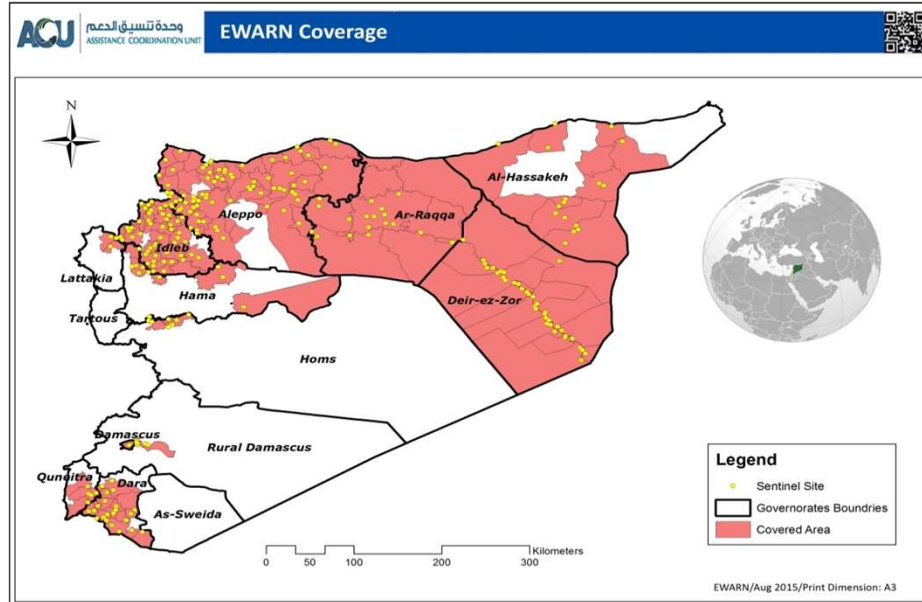 ACU
وحدة تنسيق الدعم
ASSISTANCE COORDINATION UNIT
EWARN Coverage
N
Al-Hassakeh
Aleppo
Ar-Raqqa
Idleb
Lattakia
Hama
Deir-ez-Zor
Tartous
Homs
Damascus
Rural Damascus
Qunoitra
Dara
As-Sweida
Legend
Sentinel Site
Governorates Boundries
Covered Area
Kilometers
0 50 100 200 300
EWARN/Aug 2015/Print Dimension: A3